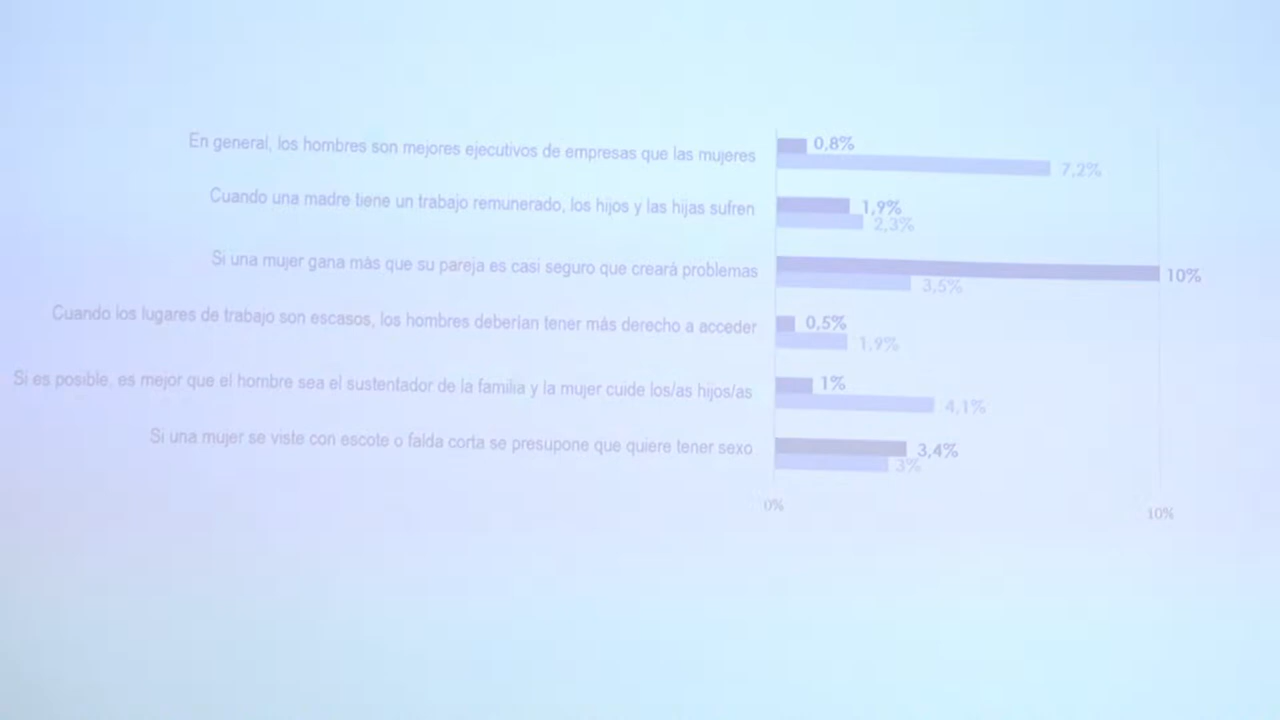 En general, los hombres son mejores ejecutivos de empresas que las mujeres
0,8%
7,2%
Cuando una madre tiene un trabajo remunerado, los hijos y las hijas sufren
1,9%
2,3%
Si una mujer gana más que su pareja es casi seguro que creará problemas
10%
3,5%
Cuando los lugares de trabajo son escasos, los hombres deberían tener más derecho a acceder
0,5%
1,9%
Si es posible, es mejor que el hombre sea el sustentador de la familia y la mujer cuide los/as hijos/as
1%
4,1%
Si una mujer se viste con escote o falda corta se presupone que quiere tener sexo
3,4%
3%
0%
10%